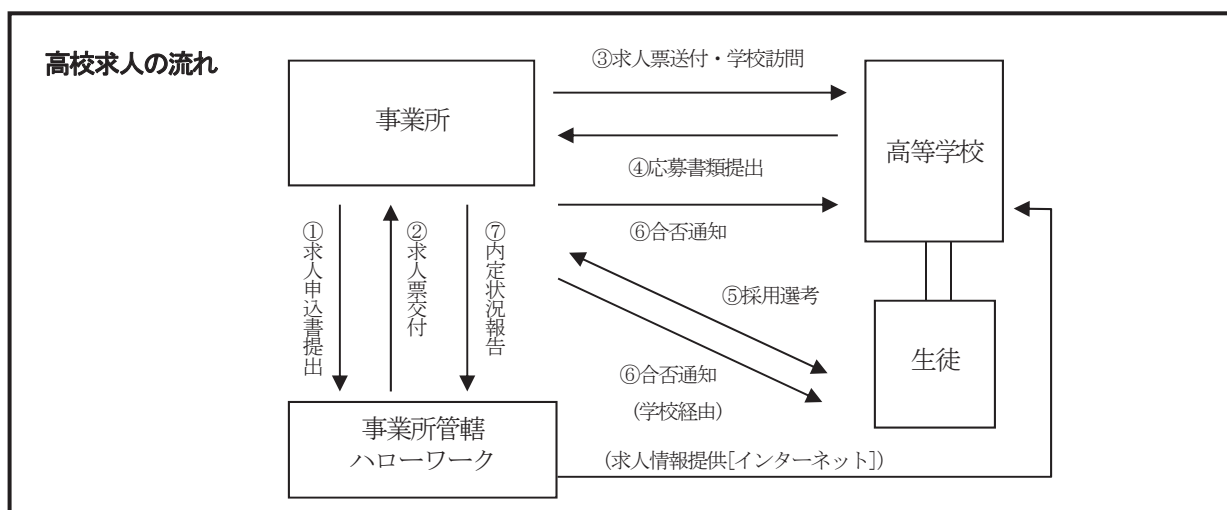 高校求人の流れ
③求人票送付・学校訪問
事業所
高等学校
④応募書類提出
⑥合否通知
①求人申込書提出
②求人票交付
⑦内定状況報告
⑤採用選考
生徒
⑥合否通知
(学校経由)
事業所管轄
ハローワーク
(求人情報提供[インターネット])